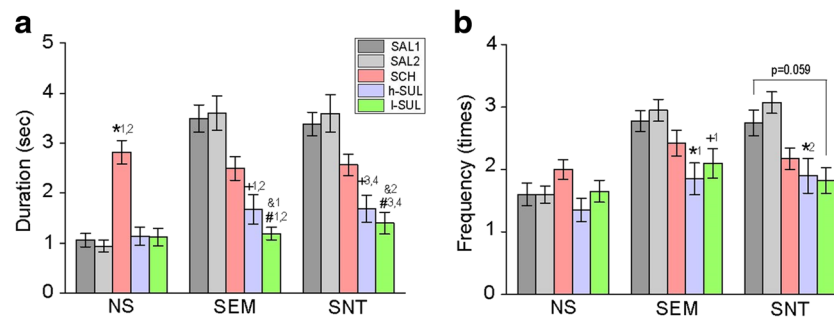 a
b
5
4
3
2
1
0
Duration (sec)
SAL1
SAL2
SCH
h-SUL
l-SUL
*1,2
+1,2
&1
#1,2
+3,4
&2
#3,4
NS
SEM
SNT
4
3
2
1
0
Frequency (times)
p=0.059
*1
+1
*2
NS
SEM
SNT